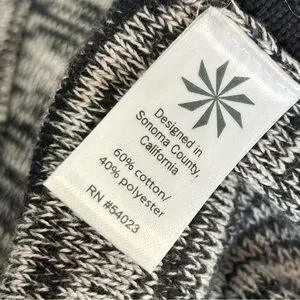 Designed in
Sonoma County,
California
60% cotton/
40% polyester
RN #54023